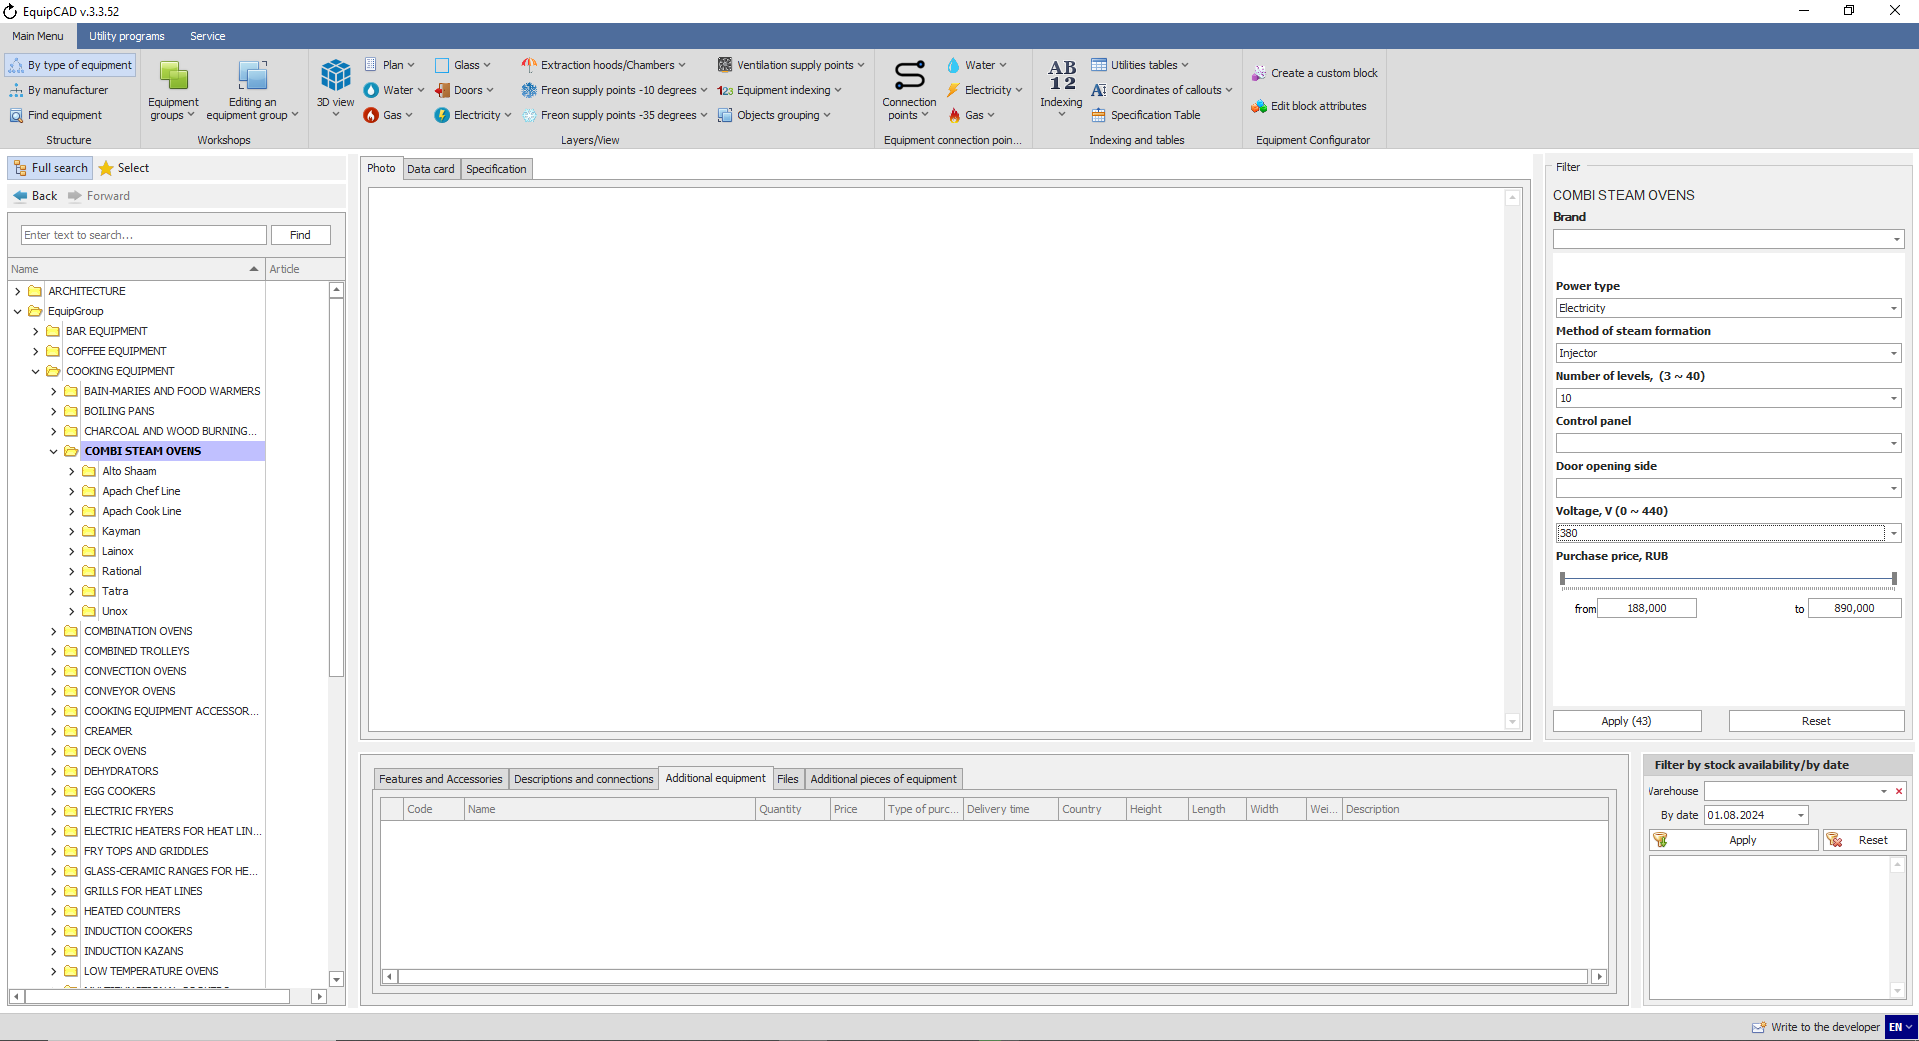 EquipCAD v.3.3.52
Main Menu
Utility programs
Service
By type of equipment
By manufacturer
Find equipment
Structure
Equipment groups
Editing an equipment group
Workshops
3D view
Plan
Water
Gas
Glass
Doors
Electricity
Extraction hoods/Chambers
Freon supply points -10 degrees
Freon supply points -35 degrees
Ventilation supply points
123 Equipment indexing
Objects grouping
Layers/View
Connection points
Water
Electricity
Gas
Equipment connection poin...
AB 12
Indexing
Utilities tables
Coordinates of callouts
Specification Table
Indexing and tables
Create a custom block
Edit block attributes
Equipment Configurator
Full search
Select
Back
Forward
Enter text to search...
Find
Name
Article
ARCHITECTURE
EquipGroup
BAR EQUIPMENT
COFFEE EQUIPMENT
COOKING EQUIPMENT
BAIN-MARIES AND FOOD WARMERS
BOILING PANS
CHARCOAL AND WOOD BURNING...
COMBI STEAM OVENS
Alto Shaam
Apach Chef Line
Apach Cook Line
Kayman
Lainox
Rational
Tatra
Unox
COMBINATION OVENS
COMBINED TROLLEYS
CONVECTION OVENS
CONVEYOR OVENS
COOKING EQUIPMENT ACCESSOR...
CREAMER
DECK OVENS
DEHYDRATORS
EGG COOKERS
ELECTRIC FRYERS
ELECTRIC HEATERS FOR HEAT LIN...
FRY TOPS AND GRIDDLES
GLASS-CERAMIC RANGES FOR HE...
GRILLS FOR HEAT LINES
HEATED COUNTERS
INDUCTION COOKERS
INDUCTION KAZANS
LOW TEMPERATURE OVENS
Photo
Data card
Specification
Features and Accessories
Descriptions and connections
Additional equipment
Files
Additional pieces of equipment
Code
Name
Quantity
Price
Type of purc...
Delivery time
Country
Height
Length
Width
Wei...
Description
Filter
COMBI STEAM OVENS
Brand
Power type
Electricity
Method of steam formation
Injector
Number of levels, (3 ~ 40)
10
Control panel
Door opening side
Voltage, V (0 ~ 440)
380
Purchase price, RUB
from 188,000
to 890,000
Apply (43)
Reset
Filter by stock availability/by date
Varehouse
By date 01.08.2024
Apply
Reset
Write to the developer
EN